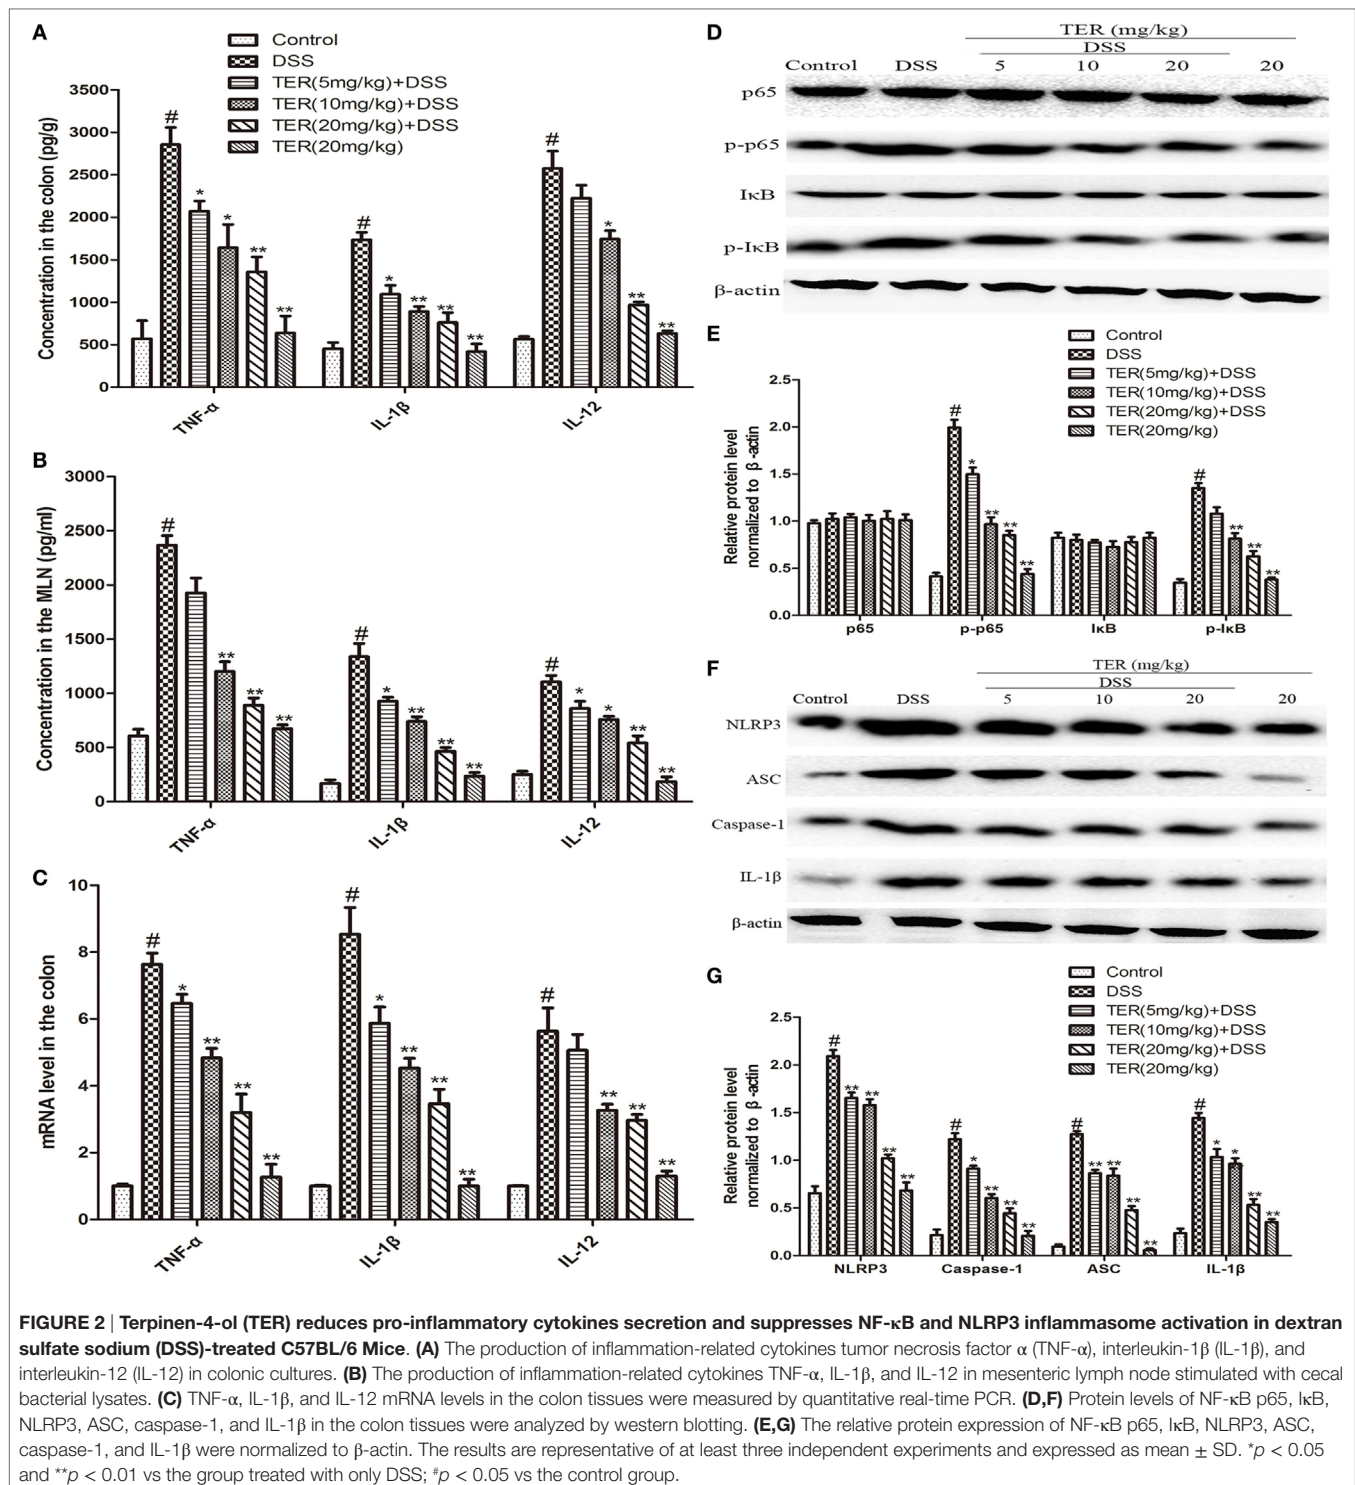 A
Control
DSS
TER(5mg/kg)+DSS
TER(10mg/kg)+DSS
TER(20mg/kg)+DSS
TER(20mg/kg)
Concentration in the colon (pg/g)
3500
3000
2500
2000
1500
1000
500
0
# * * ** **
# * ** ** **
# * ** **
TNF-α IL-1β IL-12
B
Concentration in the MLN (pg/ml)
3000
2500
2000
1500
1000
500
0
# ** ** **
# * ** ** **
# * * ** **
TNF-α IL-1β IL-12
C
mRNA level in the colon
10
8
6
4
2
0
# * ** ** **
# * ** ** **
# ** ** **
TNF-α IL-1β IL-12
D
TER (mg/kg)
DSS
Control DSS 5 10 20 20
p65
p-p65
IκB
p-IκB
β-actin
E
Control
DSS
TER(5mg/kg)+DSS
TER(10mg/kg)+DSS
TER(20mg/kg)+DSS
TER(20mg/kg)
Relative protein level
normalized to β-actin
2.5
2.0
1.5
1.0
0.5
0.0
# * ** ** **
# ** ** **
p65 p-p65 IκB p-IκB
F
TER (mg/kg)
DSS
Control DSS 5 10 20 20
NLRP3
ASC
Caspase-1
IL-1β
β-actin
G
Control
DSS
TER(5mg/kg)+DSS
TER(10mg/kg)+DSS
TER(20mg/kg)+DSS
TER(20mg/kg)
Relative protein level
normalized to β-actin
2.5
2.0
1.5
1.0
0.5
0.0
# ** ** ** **
# * ** ** **
# ** ** ** **
# * * ** **
NLRP3 Caspase-1 ASC IL-1β
FIGURE 2 | Terpinen-4-ol (TER) reduces pro-inflammatory cytokines secretion and suppresses NF-κB and NLRP3 inflammasome activation in dextran
sulfate sodium (DSS)-treated C57BL/6 Mice. (A) The production of inflammation-related cytokines tumor necrosis factor α (TNF-α), interleukin-1β (IL-1β), and
interleukin-12 (IL-12) in colonic cultures. (B) The production of inflammation-related cytokines TNF-α, IL-1β, and IL-12 in mesenteric lymph node stimulated with cecal
bacterial lysates. (C) TNF-α, IL-1β, and IL-12 mRNA levels in the colon tissues were measured by quantitative real-time PCR. (D,F) Protein levels of NF-κB p65, IκB,
NLRP3, ASC, caspase-1, and IL-1β in the colon tissues were analyzed by western blotting. (E,G) The relative protein expression of NF-κB p65, IκB, NLRP3, ASC,
caspase-1, and IL-1β were normalized to β-actin. The results are representative of at least three independent experiments and expressed as mean ± SD. *p < 0.05
and **p < 0.01 vs the group treated with only DSS; #p < 0.05 vs the control group.